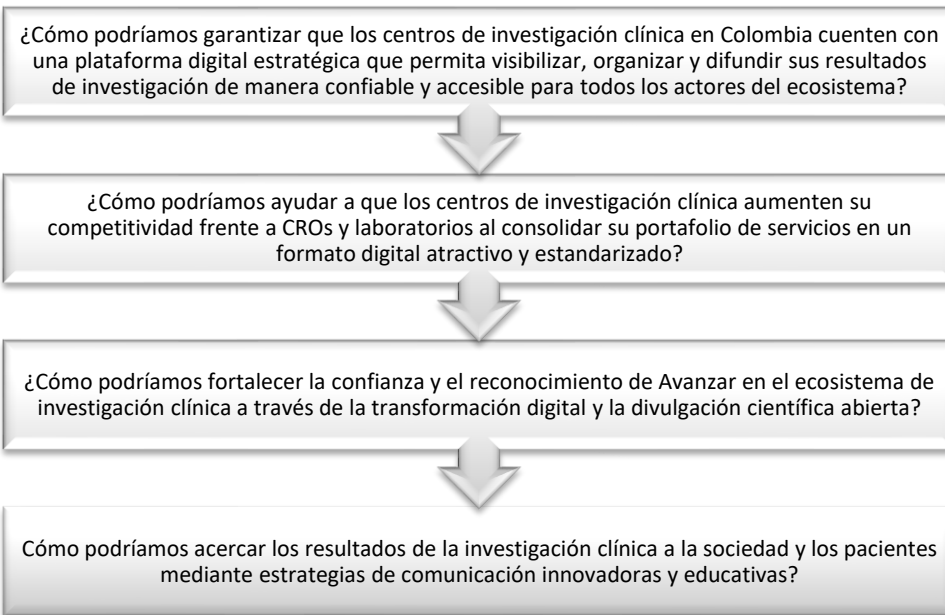 ¿Cómo podríamos garantizar que los centros de investigación clínica en Colombia cuenten con
una plataforma digital estratégica que permita visibilizar, organizar y difundir sus resultados
de investigación de manera confiable y accesible para todos los actores del ecosistema?
¿Cómo podríamos ayudar a que los centros de investigación clínica aumenten su
competitividad frente a CROs y laboratorios al consolidar su portafolio de servicios en un
formato digital atractivo y estandarizado?
¿Cómo podríamos fortalecer la confianza y el reconocimiento de Avanzar en el ecosistema de
investigación clínica a través de la transformación digital y la divulgación científica abierta?
Cómo podríamos acercar los resultados de la investigación clínica a la sociedad y los pacientes
mediante estrategias de comunicación innovadoras y educativas?